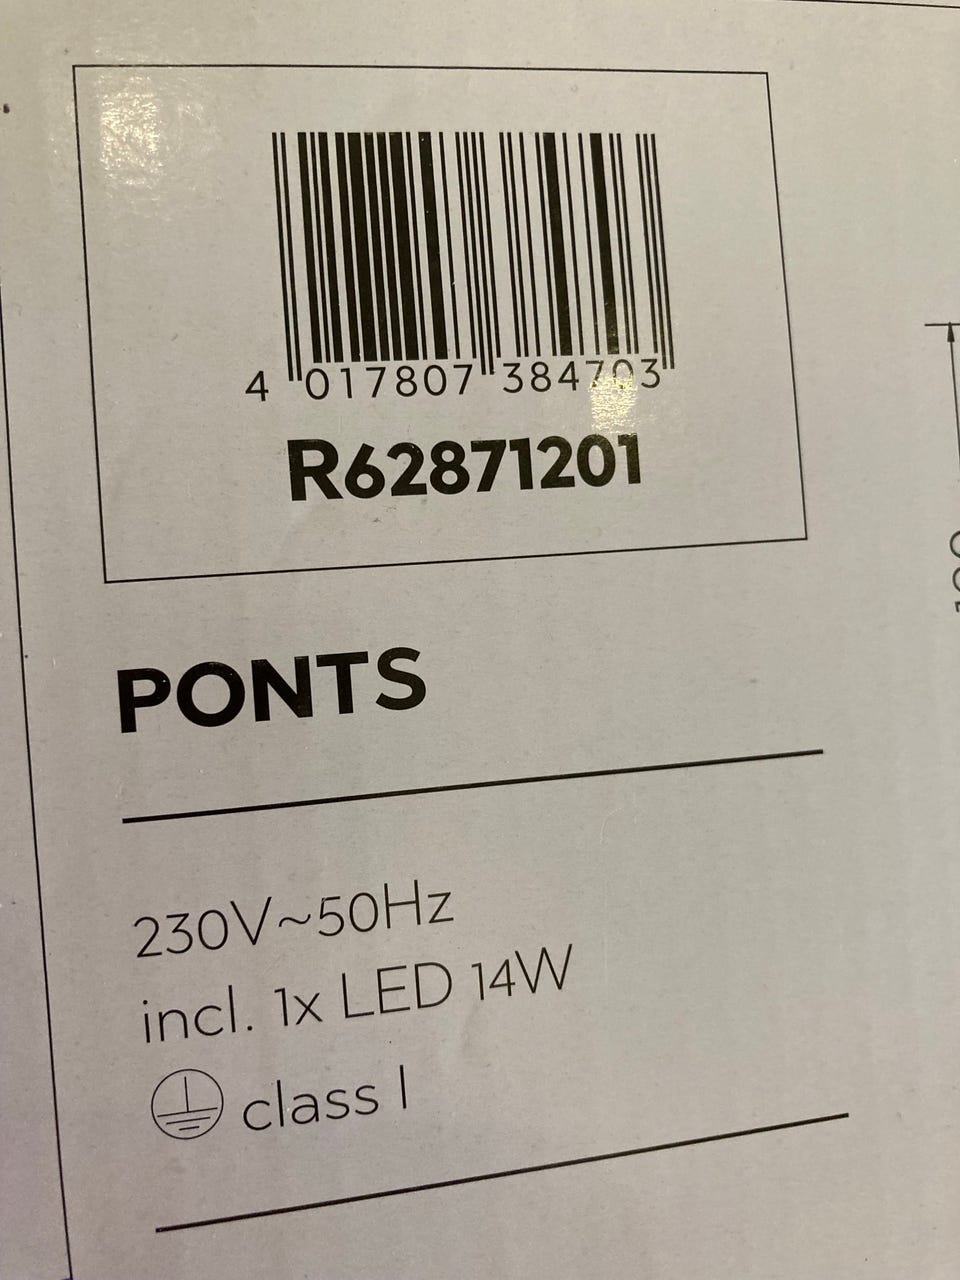 4 017807 384703
R62871201
PONTS
230V~50Hz
incl. 1x LED 14W
class I